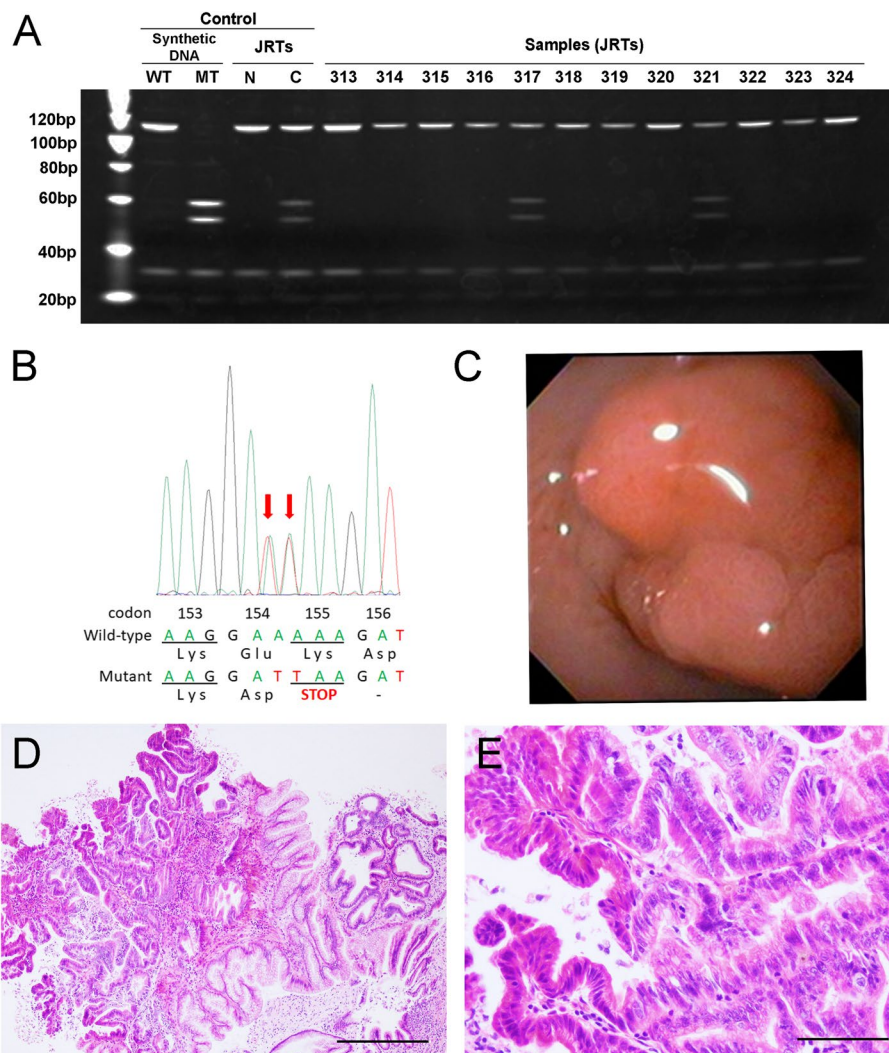 A
Control
Synthetic DNA
JRTs
Samples (JRTs)
WT MT N C 313 314 315 316 317 318 319 320 321 322 323 324
120bp
100bp
80bp
60bp
40bp
20bp
B
C
codon 153 154 155 156
Wild-type A A G G A A A A A G A T
Lys Glu Lys Asp
Mutant A A G G A T T A A G A T
Lys Asp STOP -
D
E